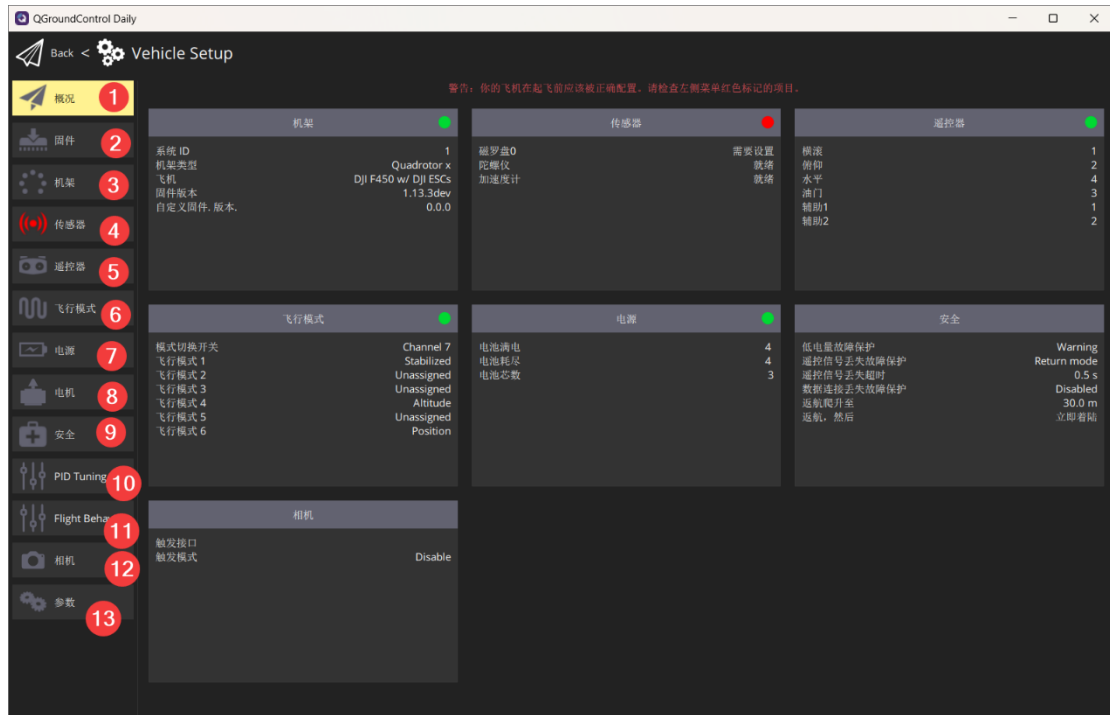 QGroundControl Daily
Back < Vehicle Setup
警告：你的飞机在起飞前应该被正确配置。请检查左侧菜单红色标记的项目。
概况 1
固件 2
机架 3
传感器 4
遥控器 5
飞行模式 6
电源 7
电机 8
安全 9
PID Tuning 10
Flight Beha 11
相机 12
参数 13
机架
系统 ID 1
机架类型 Quadrotor x
飞机 DJI F450 w/ DJI ESCs
固件版本 1.13.3dev
自定义固件. 版本. 0.0.0
传感器
磁罗盘0 需要设置
陀螺仪 就绪
加速度计 就绪
遥控器
横滚 1
俯仰 2
水平 4
油门 3
辅助1 1
辅助2 2
飞行模式
模式切换开关 Channel 7
飞行模式 1 Stabilized
飞行模式 2 Unassigned
飞行模式 3 Unassigned
飞行模式 4 Altitude
飞行模式 5 Unassigned
飞行模式 6 Position
电源
电池满电 4
电池耗尽 4
电池芯数 3
安全
低电量故障保护 Warning
遥控信号丢失故障保护 Return mode
遥控信号丢失超时 0.5 s
数据连接丢失故障保护 Disabled
返航爬升至 30.0 m
返航，然后 立即着陆
相机
触发接口
触发模式 Disable